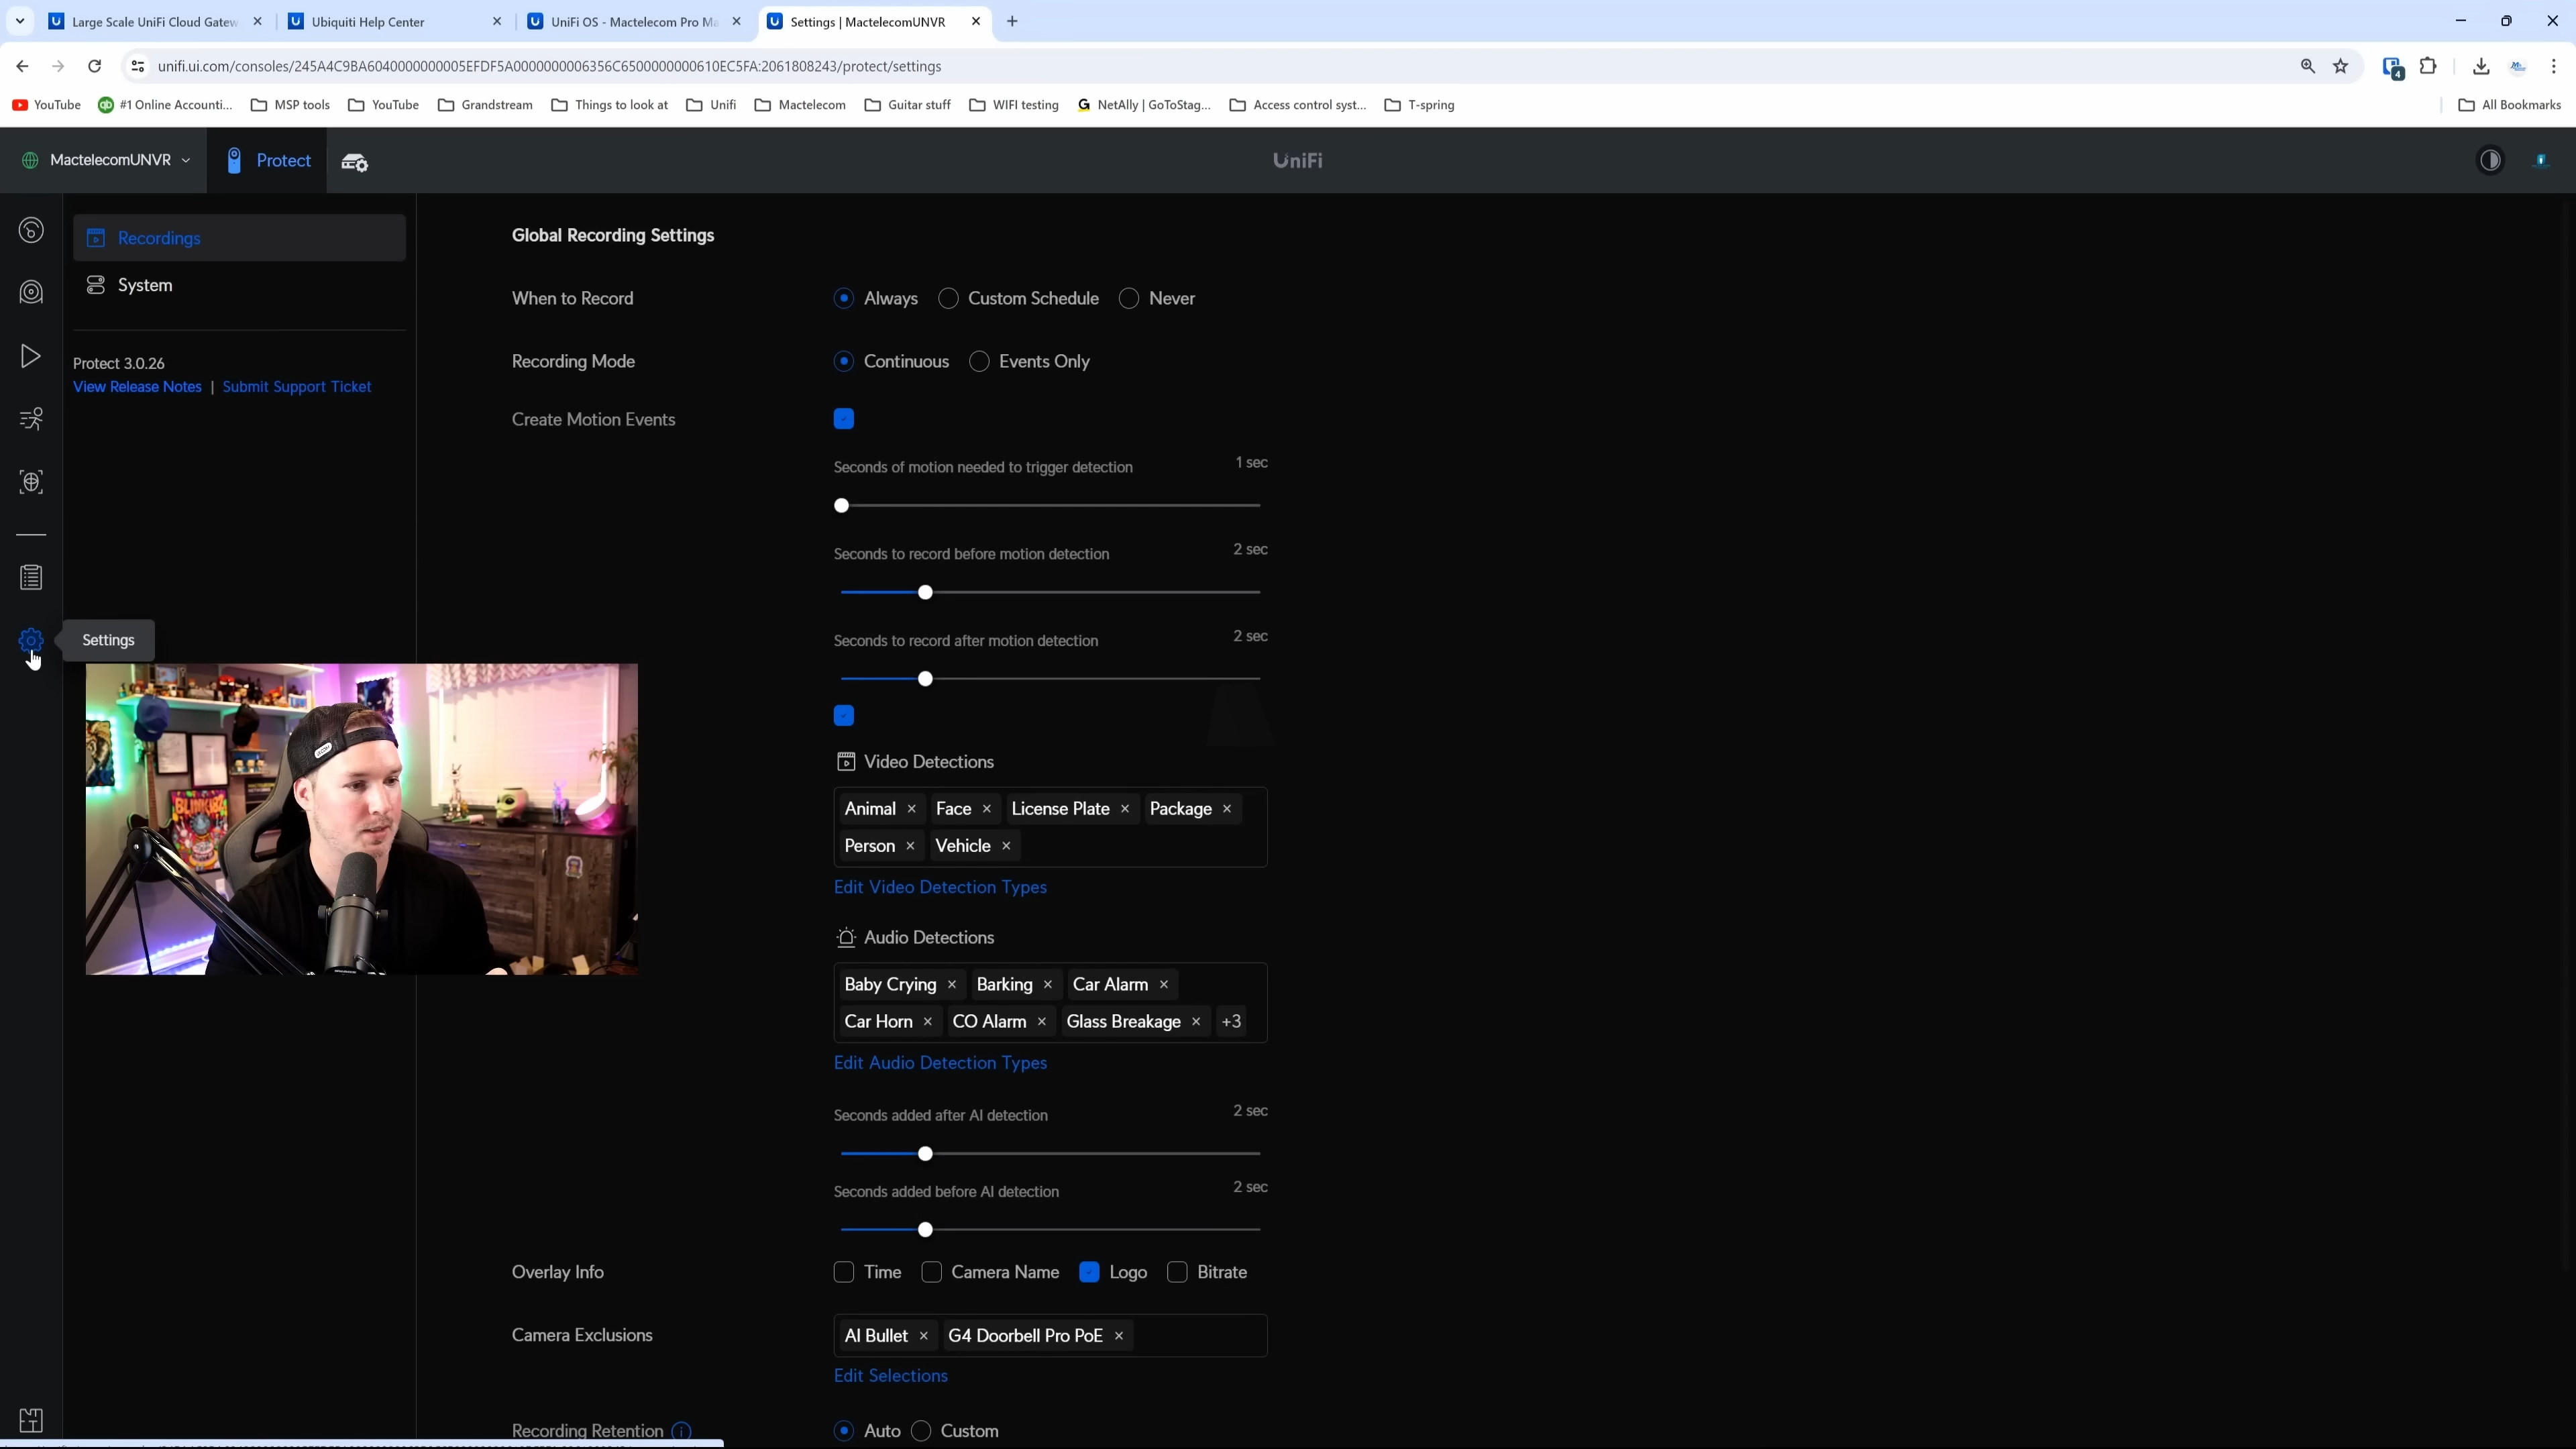 Large Scale UniFi Cloud Gatew
Ubiquiti Help Center
UniFi OS - Mactelecom Pro Ma
Settings | MactelecomUNVR
unifi.ui.com/consoles/245A4C9BA6040000000005EFDF5A0000000006356C6500000000610EC5FA:2061808243/protect/settings
4
YouTube
#1 Online Accounti...
MSP tools
YouTube
Grandstream
Things to look at
Unifi
Mactelecom
Guitar stuff
WIFI testing
NetAlly | GoToStag...
Access control syst...
T-spring
All Bookmarks
MactelecomUNVR
Protect
UniFi
Recordings
System
Protect 3.0.26
View Release Notes | Submit Support Ticket
Settings
Global Recording Settings
When to Record
Always
Custom Schedule
Never
Recording Mode
Continuous
Events Only
Create Motion Events
Seconds of motion needed to trigger detection
1 sec
Seconds to record before motion detection
2 sec
Seconds to record after motion detection
2 sec
Video Detections
Animal × Face × License Plate × Package ×
Person × Vehicle ×
Edit Video Detection Types
Audio Detections
Baby Crying × Barking × Car Alarm ×
Car Horn × CO Alarm × Glass Breakage × +3
Edit Audio Detection Types
Seconds added after AI detection
2 sec
Seconds added before AI detection
2 sec
Overlay Info
Time
Camera Name
Logo
Bitrate
Camera Exclusions
AI Bullet × G4 Doorbell Pro PoE ×
Edit Selections
Recording Retention
Auto
Custom